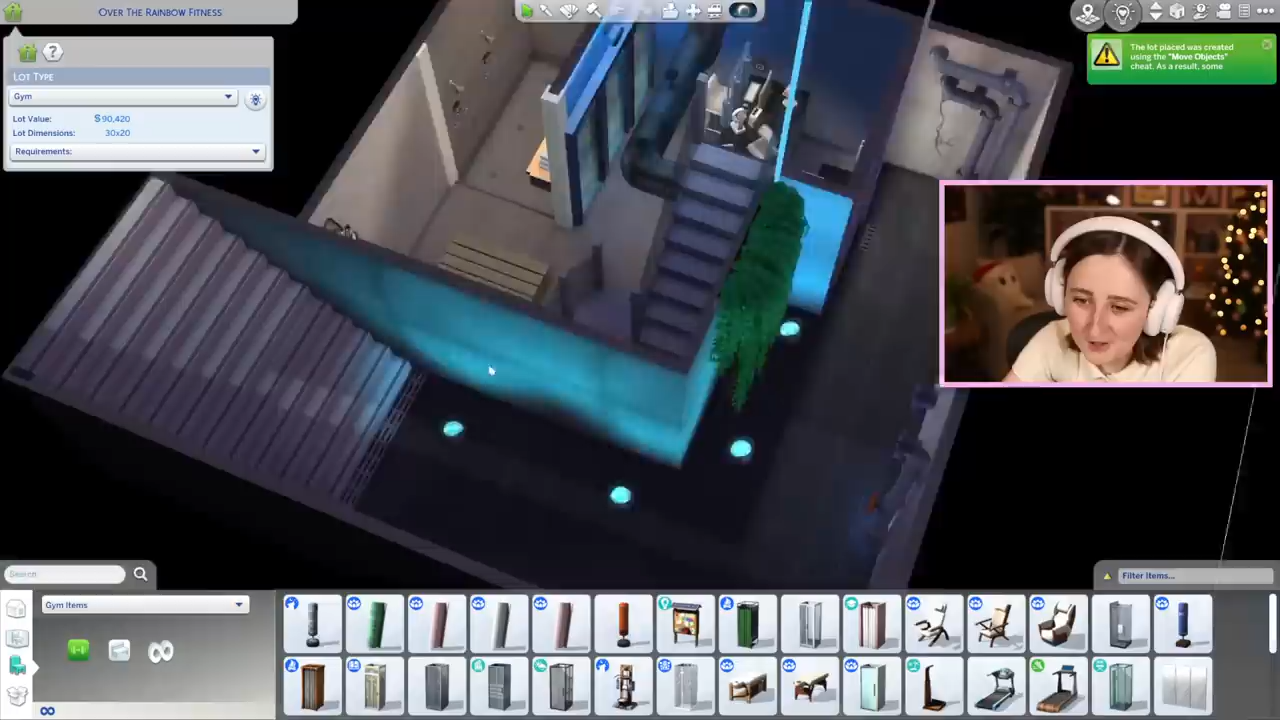 OVER THE RAINBOW FITNESS
?
LOT TYPE
Gym
Lot Value: §90,420
Lot Dimensions: 30x20
Requirements:
The lot placed was created
using the "Move Objects"
cheat. As a result, some
Search
Filter Items...
Gym Items